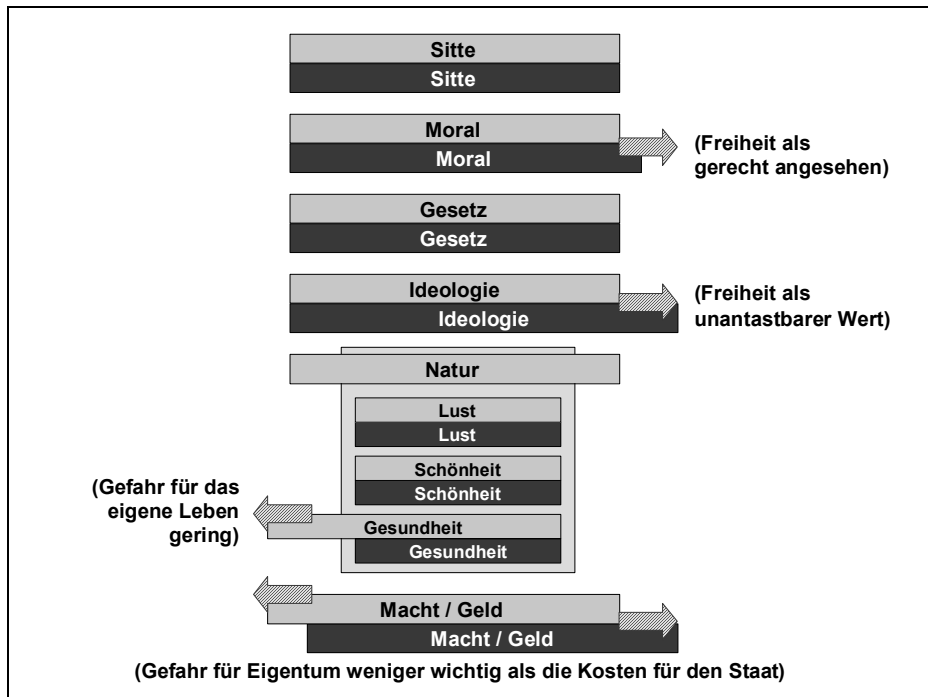 Sitte
Sitte
Moral
Moral
(Freiheit als
gerecht angesehen)
Gesetz
Gesetz
Ideologie
Ideologie
(Freiheit als
unantastbarer Wert)
Natur
Lust
Lust
Schönheit
Schönheit
(Gefahr für das
eigene Leben
gering)
Gesundheit
Gesundheit
Macht / Geld
Macht / Geld
(Gefahr für Eigentum weniger wichtig als die Kosten für den Staat)